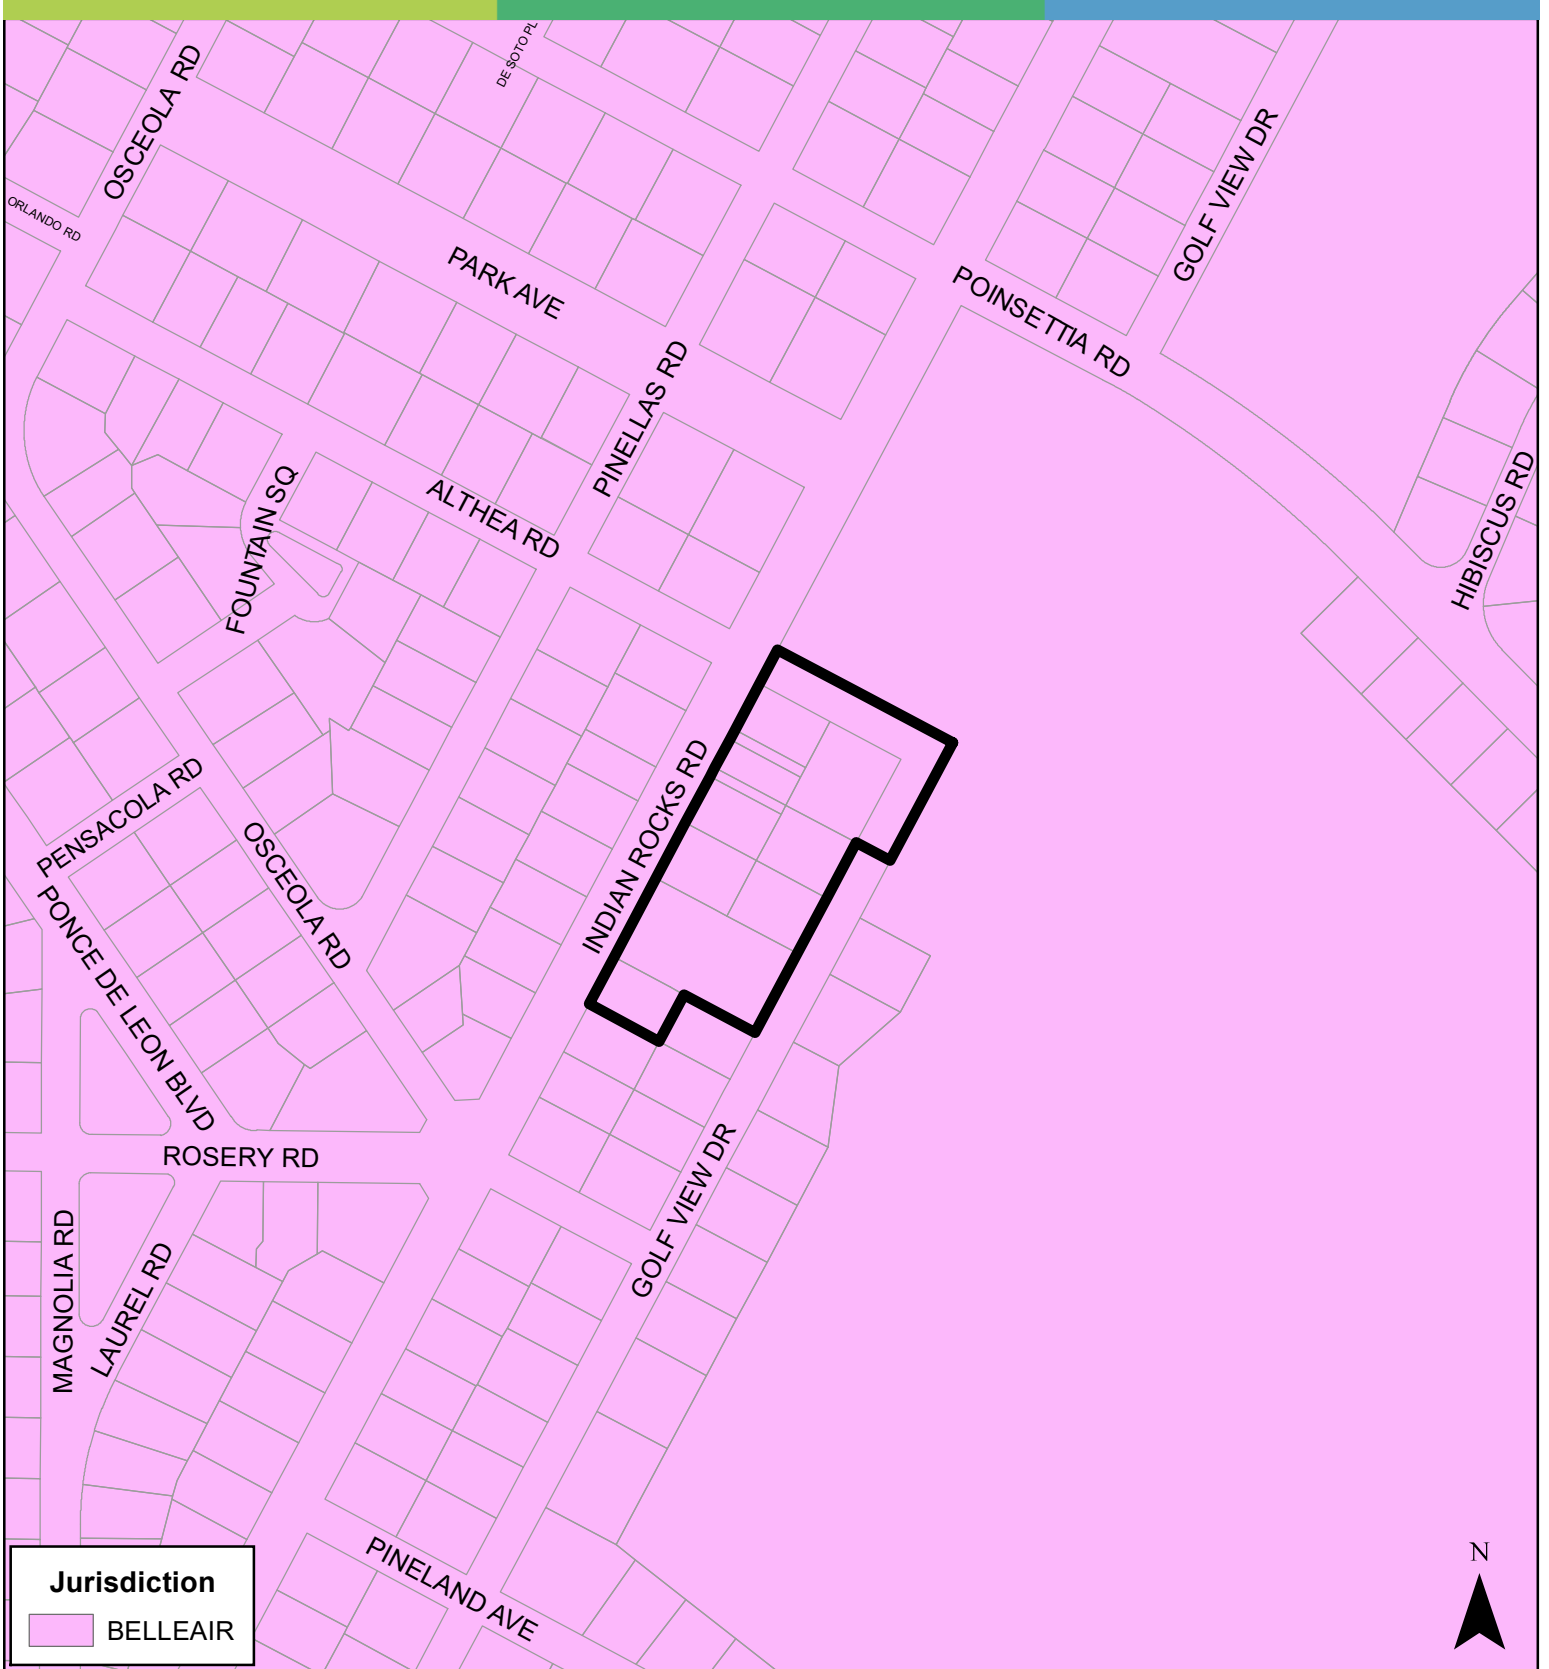 DE SOTO PL
OSCEOLA RD
GOLF VIEW DR
ORLANDO RD
PARK AVE
POINSETTIA RD
PINELLAS RD
HIBISCUS RD
FOUNTAIN SQ
ALTHEA RD
INDIAN ROCKS RD
PENSACOLA RD
OSCEOLA RD
PONCE DE LEON BLVD
ROSERY RD
GOLF VIEW DR
MAGNOLIA RD
LAUREL RD
PINELAND AVE
N
Jurisdiction
BELLEAIR